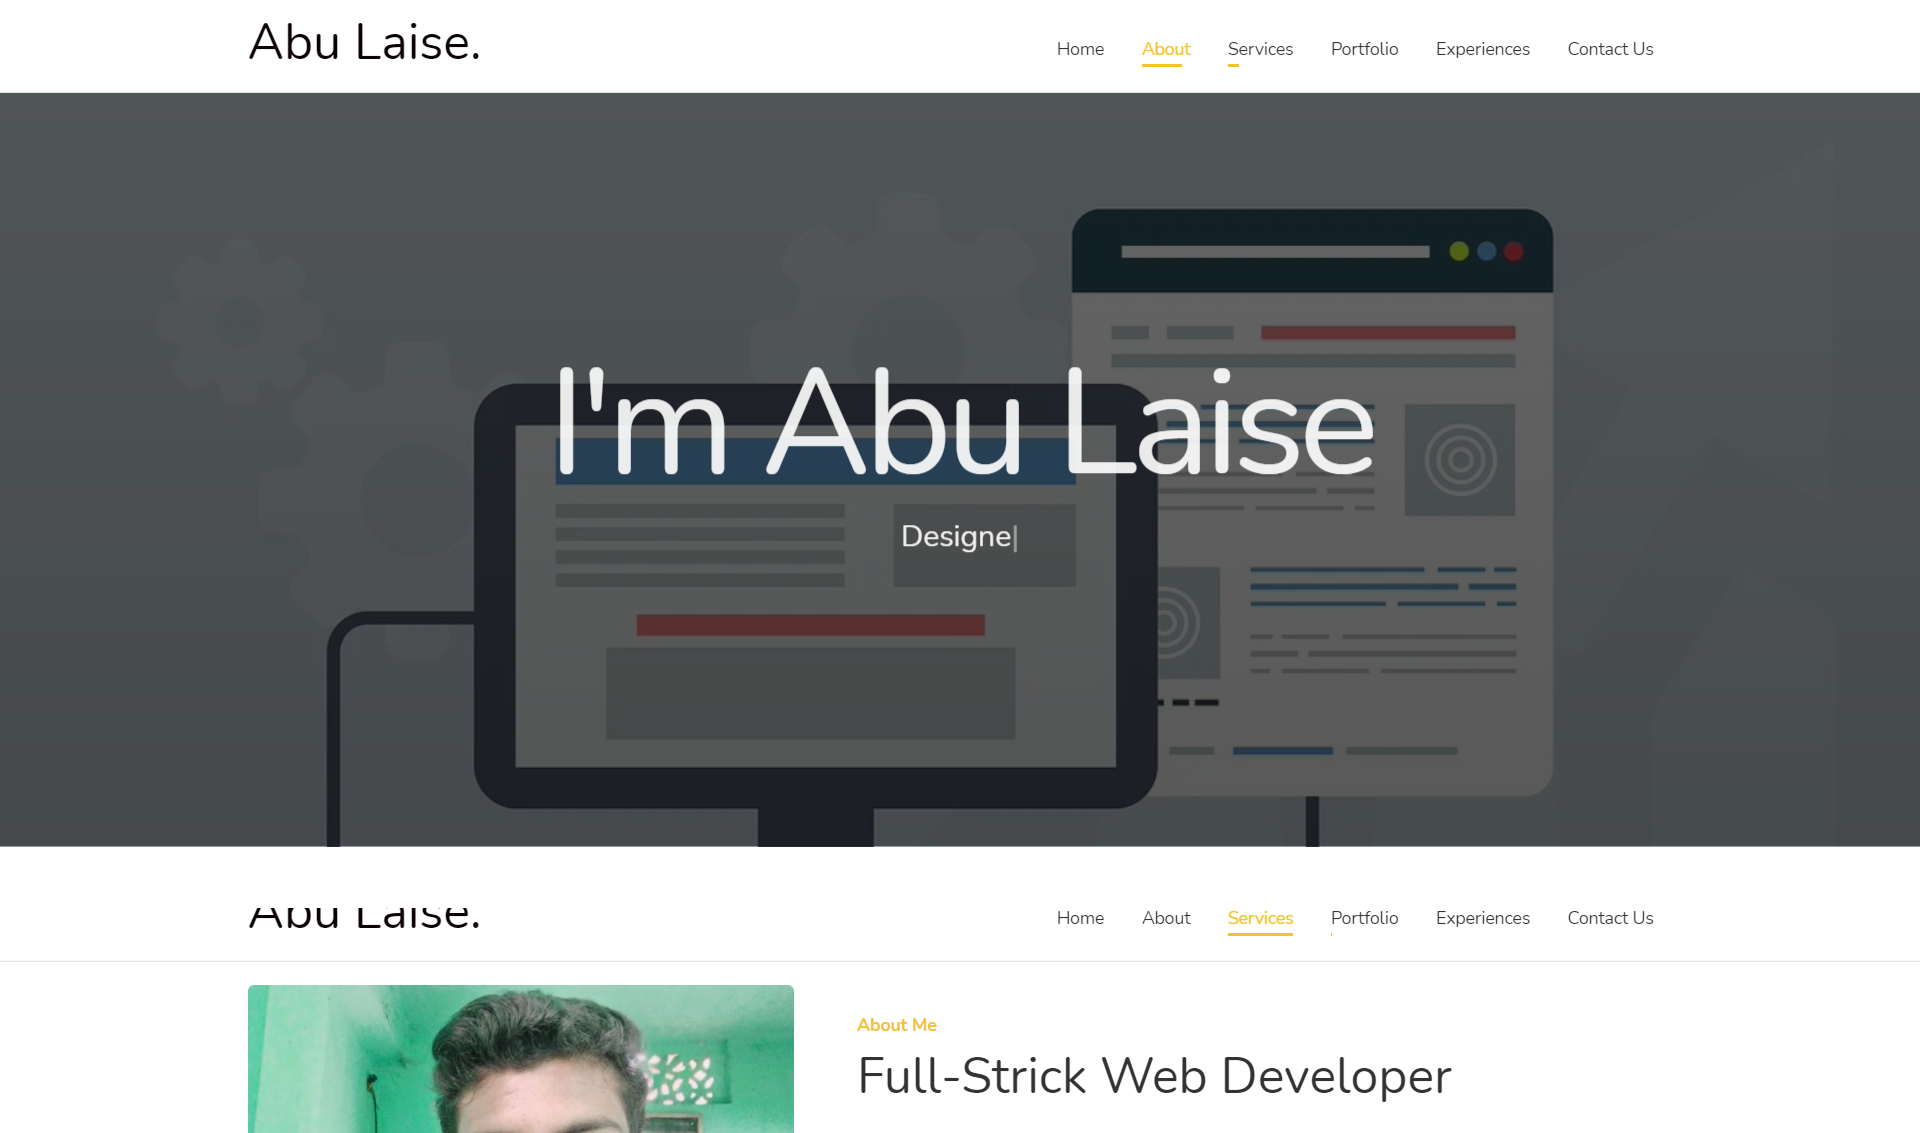 Abu Laise.
Home About Services Portfolio Experiences Contact Us
I'm Abu Laise
Designe|
Abu Laise.
Home About Services Portfolio Experiences Contact Us
About Me
Full-Strick Web Developer